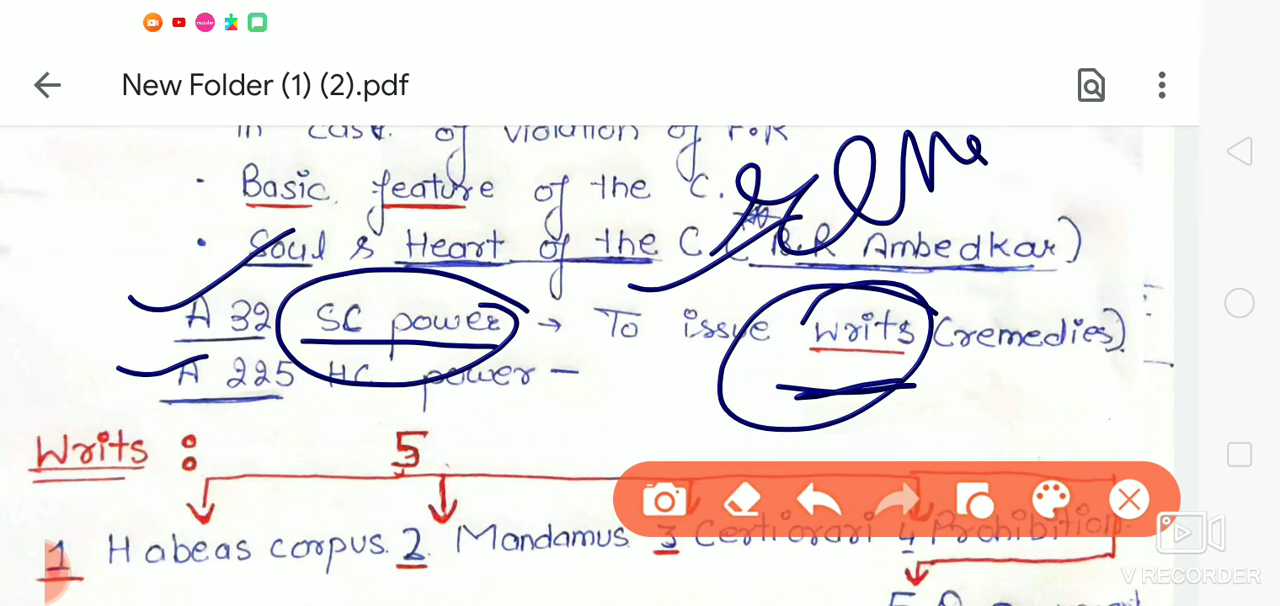 New Folder (1) (2).pdf
in case. of violation of F.R
· Basic feature of the C.
· Soul & Heart of the C (B.R Ambedkar)
A 32 SC power → To issue writs (remedies).
A 225 HC power —
Writs : 5
1 Habeas corpus. 2. Mandamus 3 Certiorari 4 Prohibition
5
V RECORDER